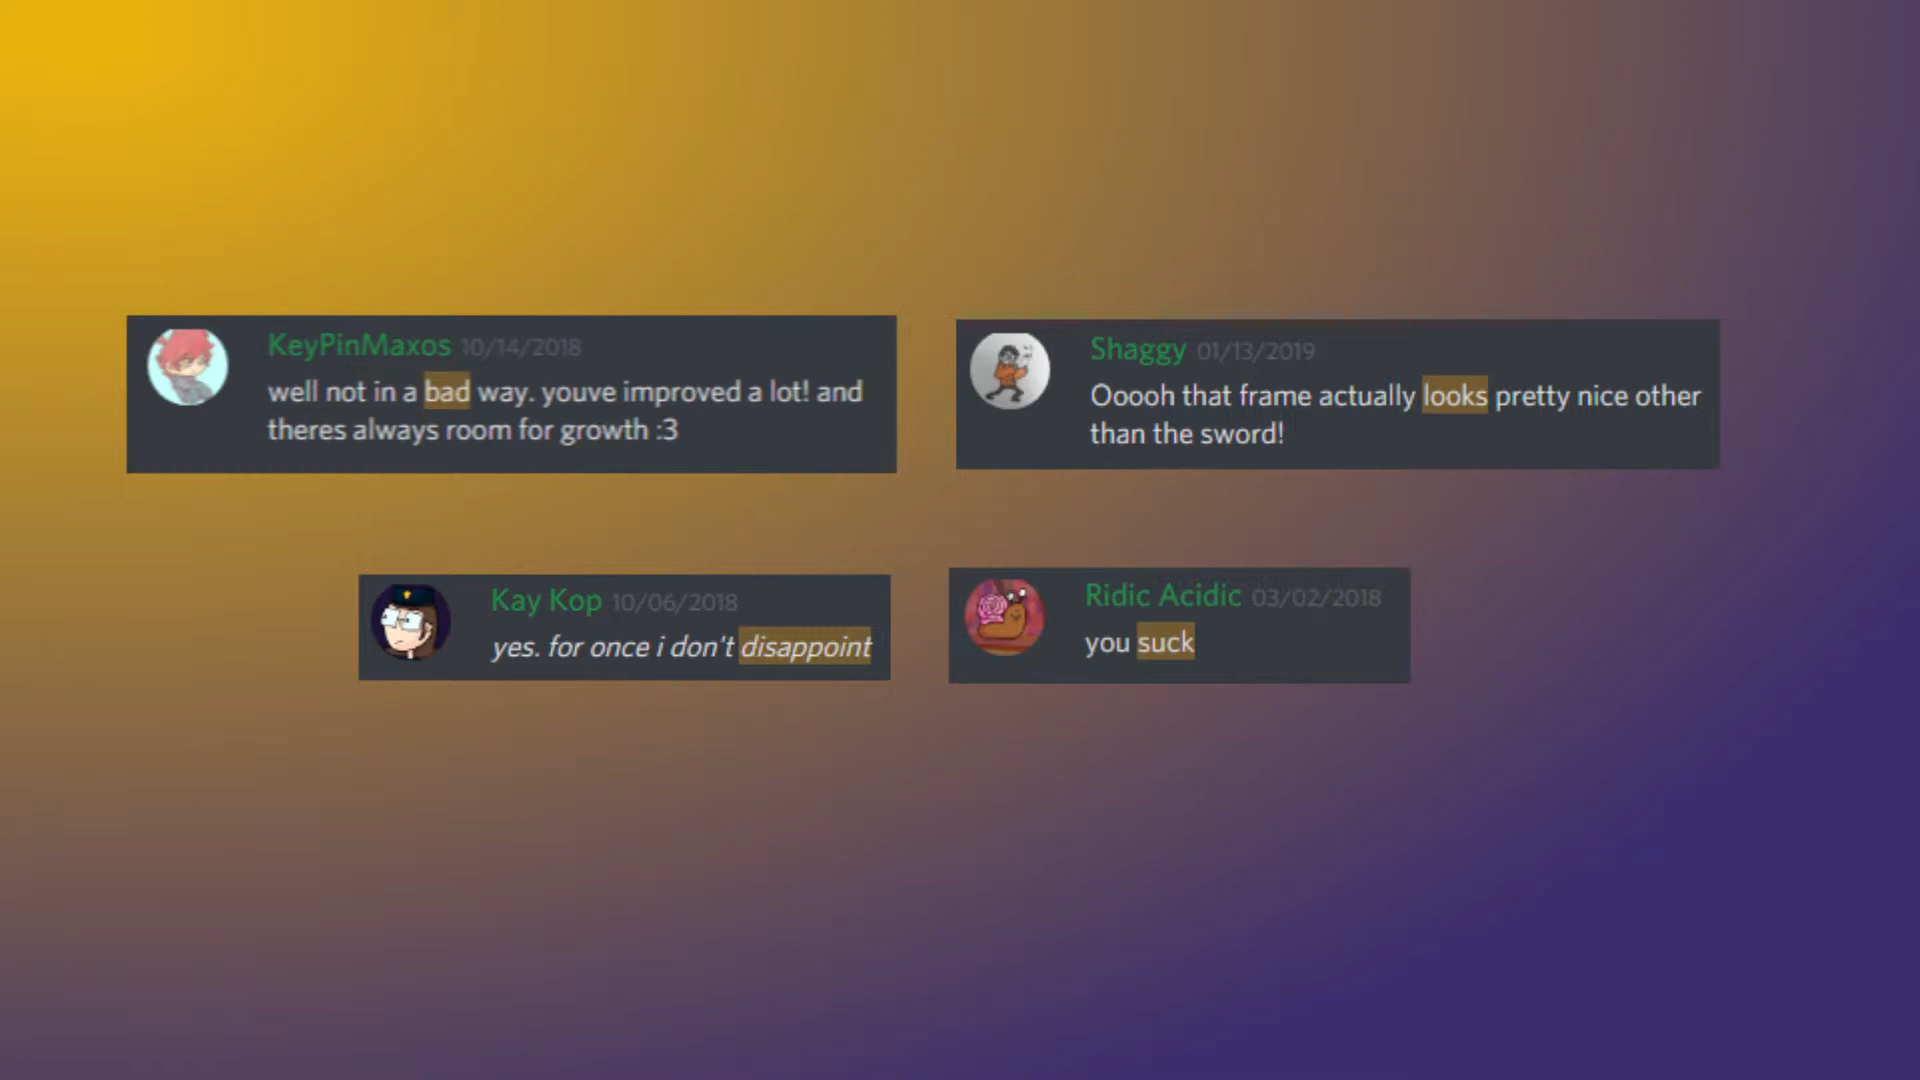 KeyPinMaxos 10/14/2018
well not in a bad way. youve improved a lot! and
theres always room for growth :3
Shaggy 01/13/2019
Ooooh that frame actually looks pretty nice other
than the sword!
Kay Kop 10/06/2018
yes. for once i don't disappoint
Ridic Acidic 03/02/2018
you suck